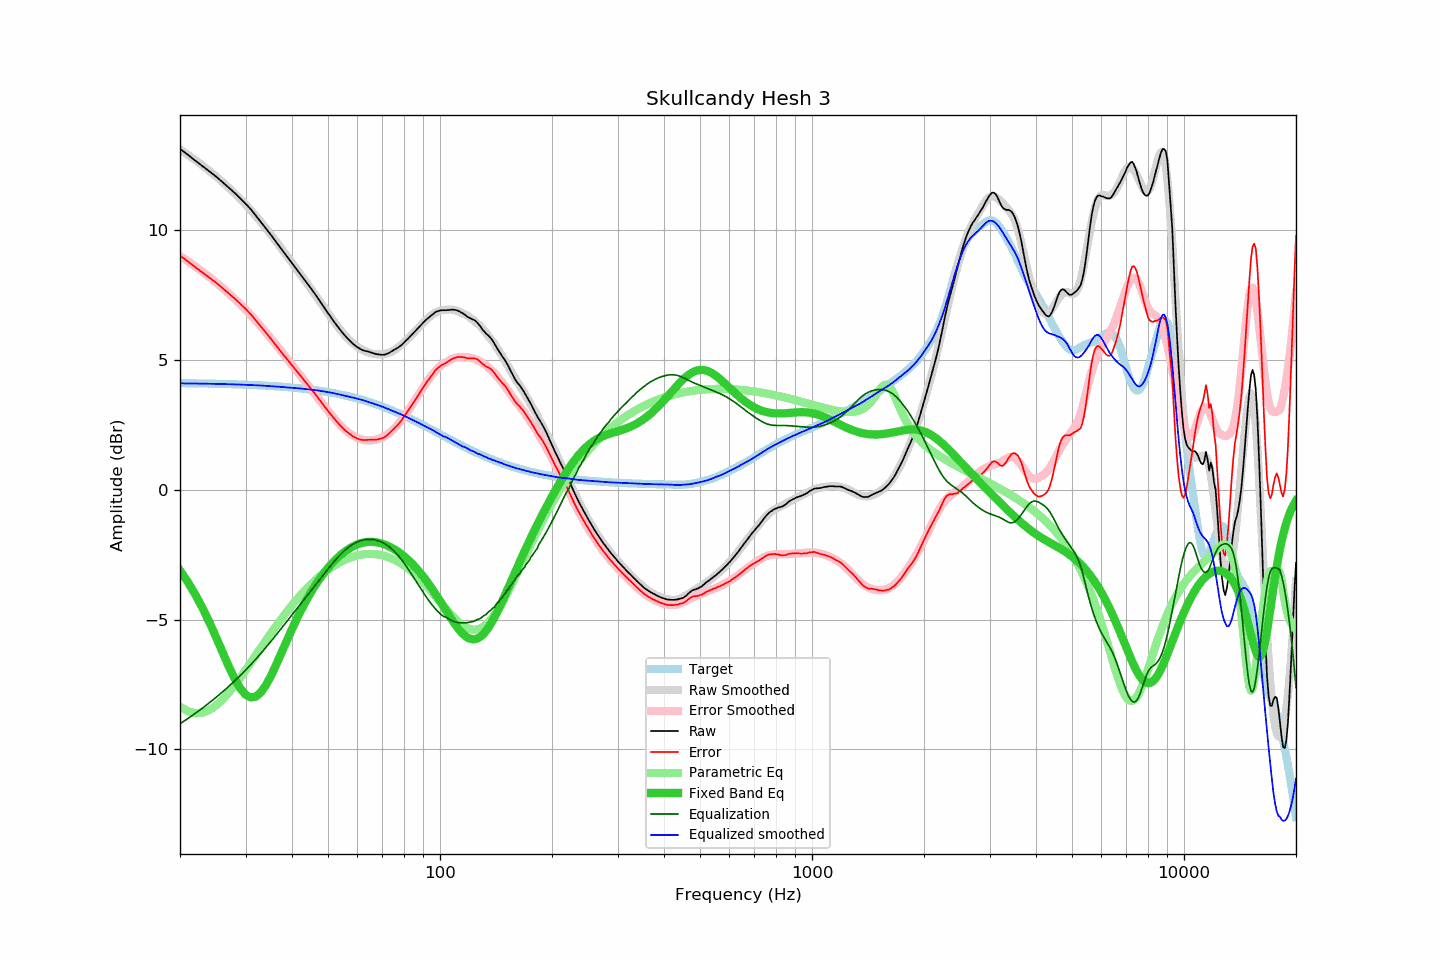 Skullcandy Hesh 3
10
5
0
−5
−10
Amplitude (dBr)
Target
Raw Smoothed
Error Smoothed
Raw
Error
Parametric Eq
Fixed Band Eq
Equalization
Equalized smoothed
100
1000
10000
Frequency (Hz)